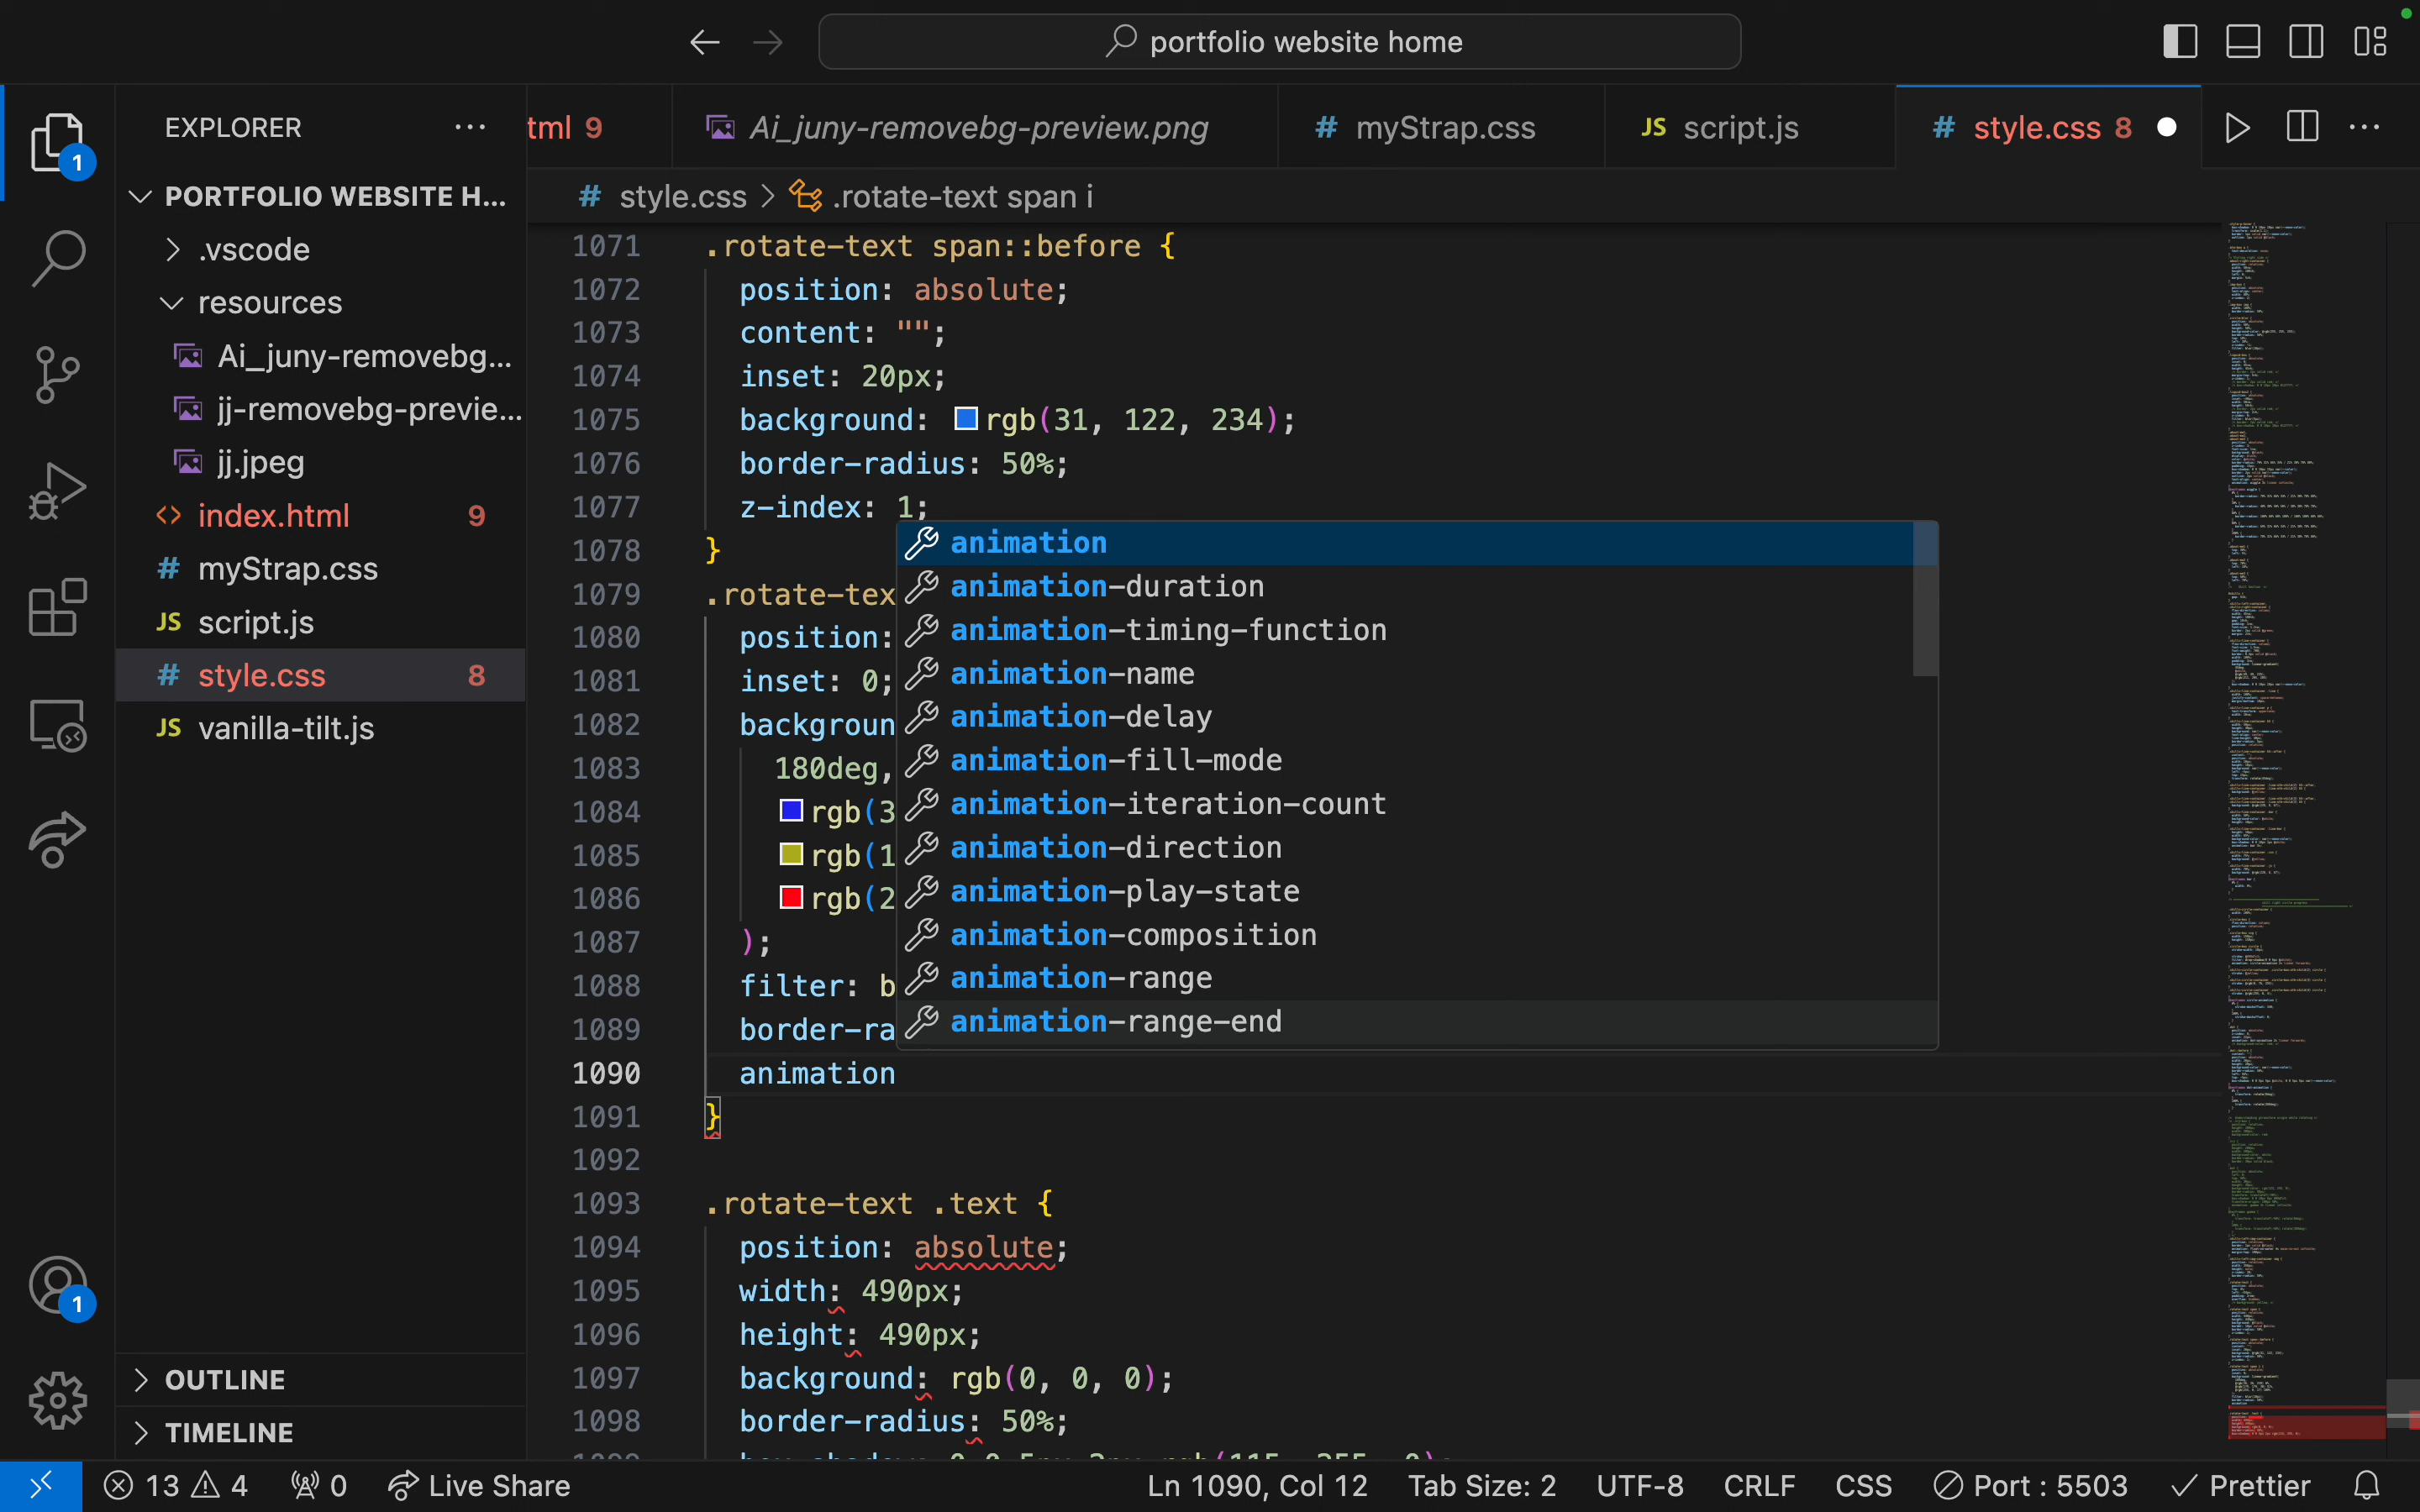 portfolio website home
EXPLORER
tml 9
Ai_juny-removebg-preview.png
# myStrap.css
JS script.js
# style.css 8
1
PORTFOLIO WEBSITE H...
# style.css > .rotate-text span i
.vscode
resources
Ai_juny-removebg...
jj-removebg-previe...
jj.jpeg
<> index.html 9
# myStrap.css
JS script.js
# style.css 8
JS vanilla-tilt.js
1071 .rotate-text span::before {
1072 position: absolute;
1073 content: "";
1074 inset: 20px;
1075 background: rgb(31, 122, 234);
1076 border-radius: 50%;
1077 z-index: 1;
1078 }
1079 .rotate-tex
1080 position:
1081 inset: 0;
1082 backgroun
1083 180deg,
1084 rgb(3
1085 rgb(1
1086 rgb(2
1087 );
1088 filter: b
1089 border-ra
1090 animation
1091 }
1092
1093 .rotate-text .text {
1094 position: absolute;
1095 width: 490px;
1096 height: 490px;
1097 background: rgb(0, 0, 0);
1098 border-radius: 50%;
animation
animation-duration
animation-timing-function
animation-name
animation-delay
animation-fill-mode
animation-iteration-count
animation-direction
animation-play-state
animation-composition
animation-range
animation-range-end
1
OUTLINE
TIMELINE
13 4 0 Live Share
Ln 1090, Col 12 Tab Size: 2 UTF-8 CRLF CSS Port : 5503 Prettier